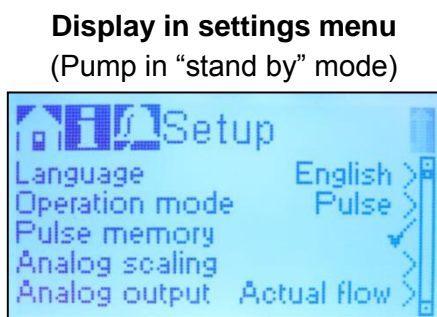 Display in settings menu
(Pump in “stand by” mode)
Setup
Language English >
Operation mode Pulse >
Pulse memory ✓
Analog scaling >
Analog output Actual flow >